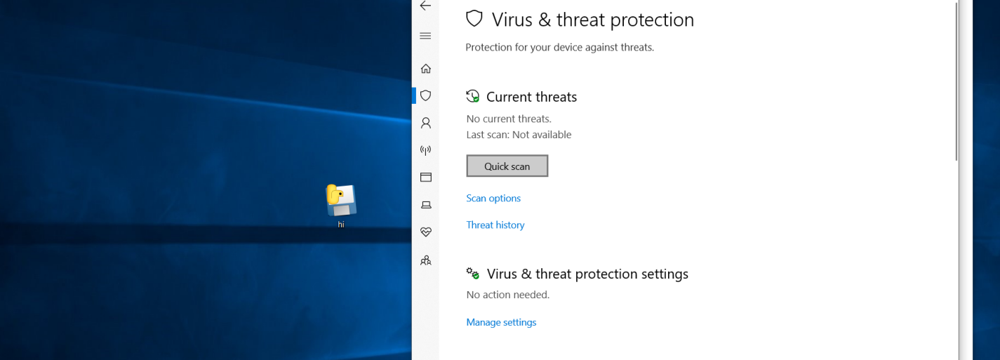 Virus & threat protection
Protection for your device against threats.
Current threats
No current threats.
Last scan: Not available
Quick scan
Scan options
hi
Threat history
Virus & threat protection settings
No action needed.
Manage settings